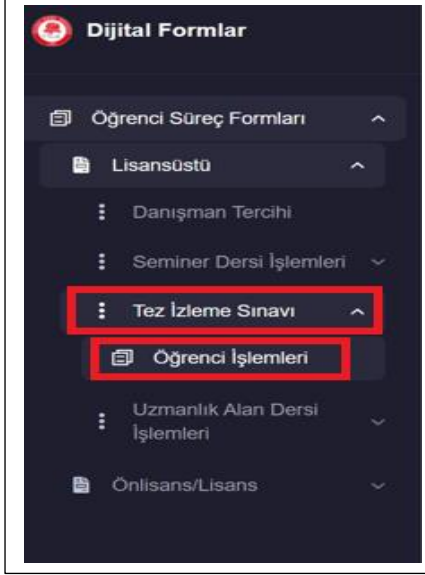 Dijital Formlar
Öğrenci Süreç Formları
Lisansüstü
Danışman Tercihi
Seminer Dersi İşlemleri
Tez İzleme Sınavı
Öğrenci İşlemleri
Uzmanlık Alan Dersi
İşlemleri
Önlisans/Lisans